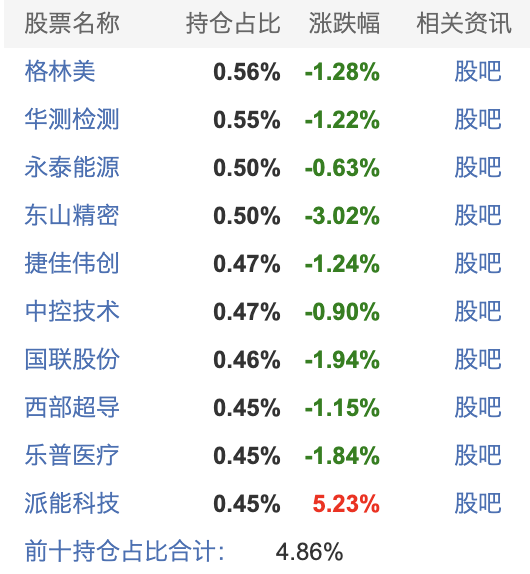 股票名称 持仓占比 涨跌幅 相关资讯
格林美 0.56% -1.28% 股吧
华测检测 0.55% -1.22% 股吧
永泰能源 0.50% -0.63% 股吧
东山精密 0.50% -3.02% 股吧
捷佳伟创 0.47% -1.24% 股吧
中控技术 0.47% -0.90% 股吧
国联股份 0.46% -1.94% 股吧
西部超导 0.45% -1.15% 股吧
乐普医疗 0.45% -1.84% 股吧
派能科技 0.45% 5.23% 股吧
前十持仓占比合计： 4.86%